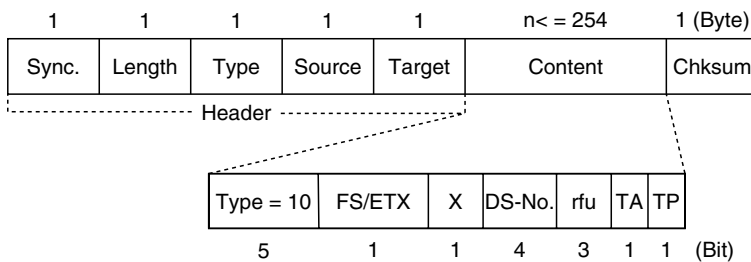 1 1 1 1 1 n< = 254 1 (Byte)
Sync. Length Type Source Target Content Chksum
Header
Type = 10 FS/ETX X DS-No. rfu TA TP
5 1 1 4 3 1 1 (Bit)